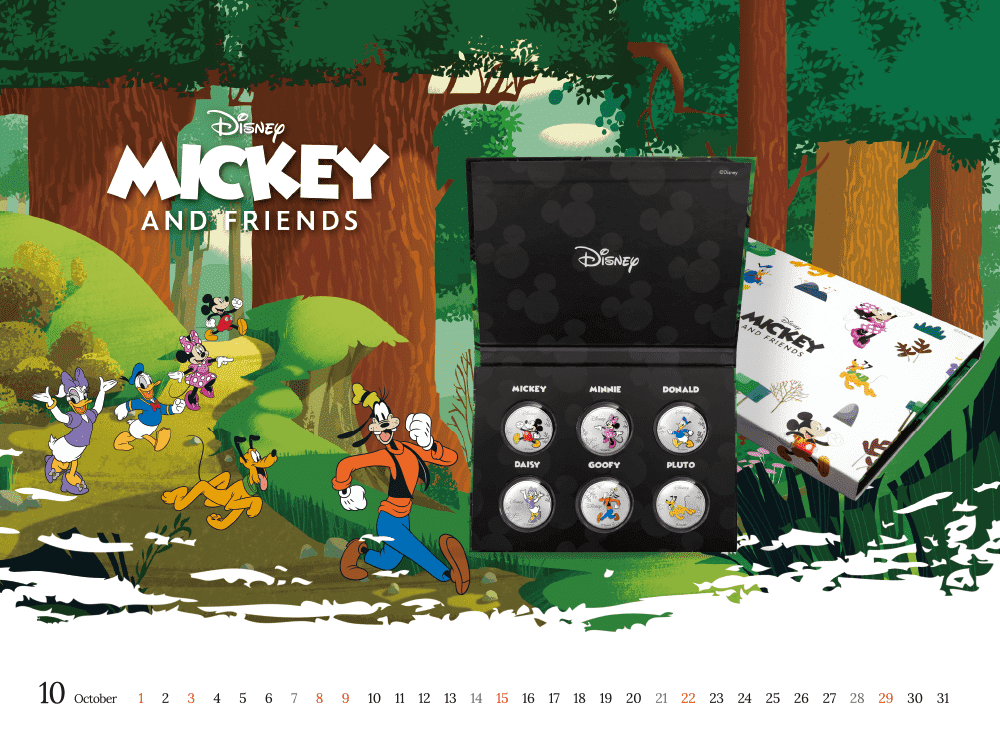 Disney
MICKEY
AND FRIENDS
©Disney
Disney
MICKEY MINNIE DONALD
DAISY GOOFY PLUTO
Disney
MICKEY
AND FRIENDS
10 October 1 2 3 4 5 6 7 8 9 10 11 12 13 14 15 16 17 18 19 20 21 22 23 24 25 26 27 28 29 30 31